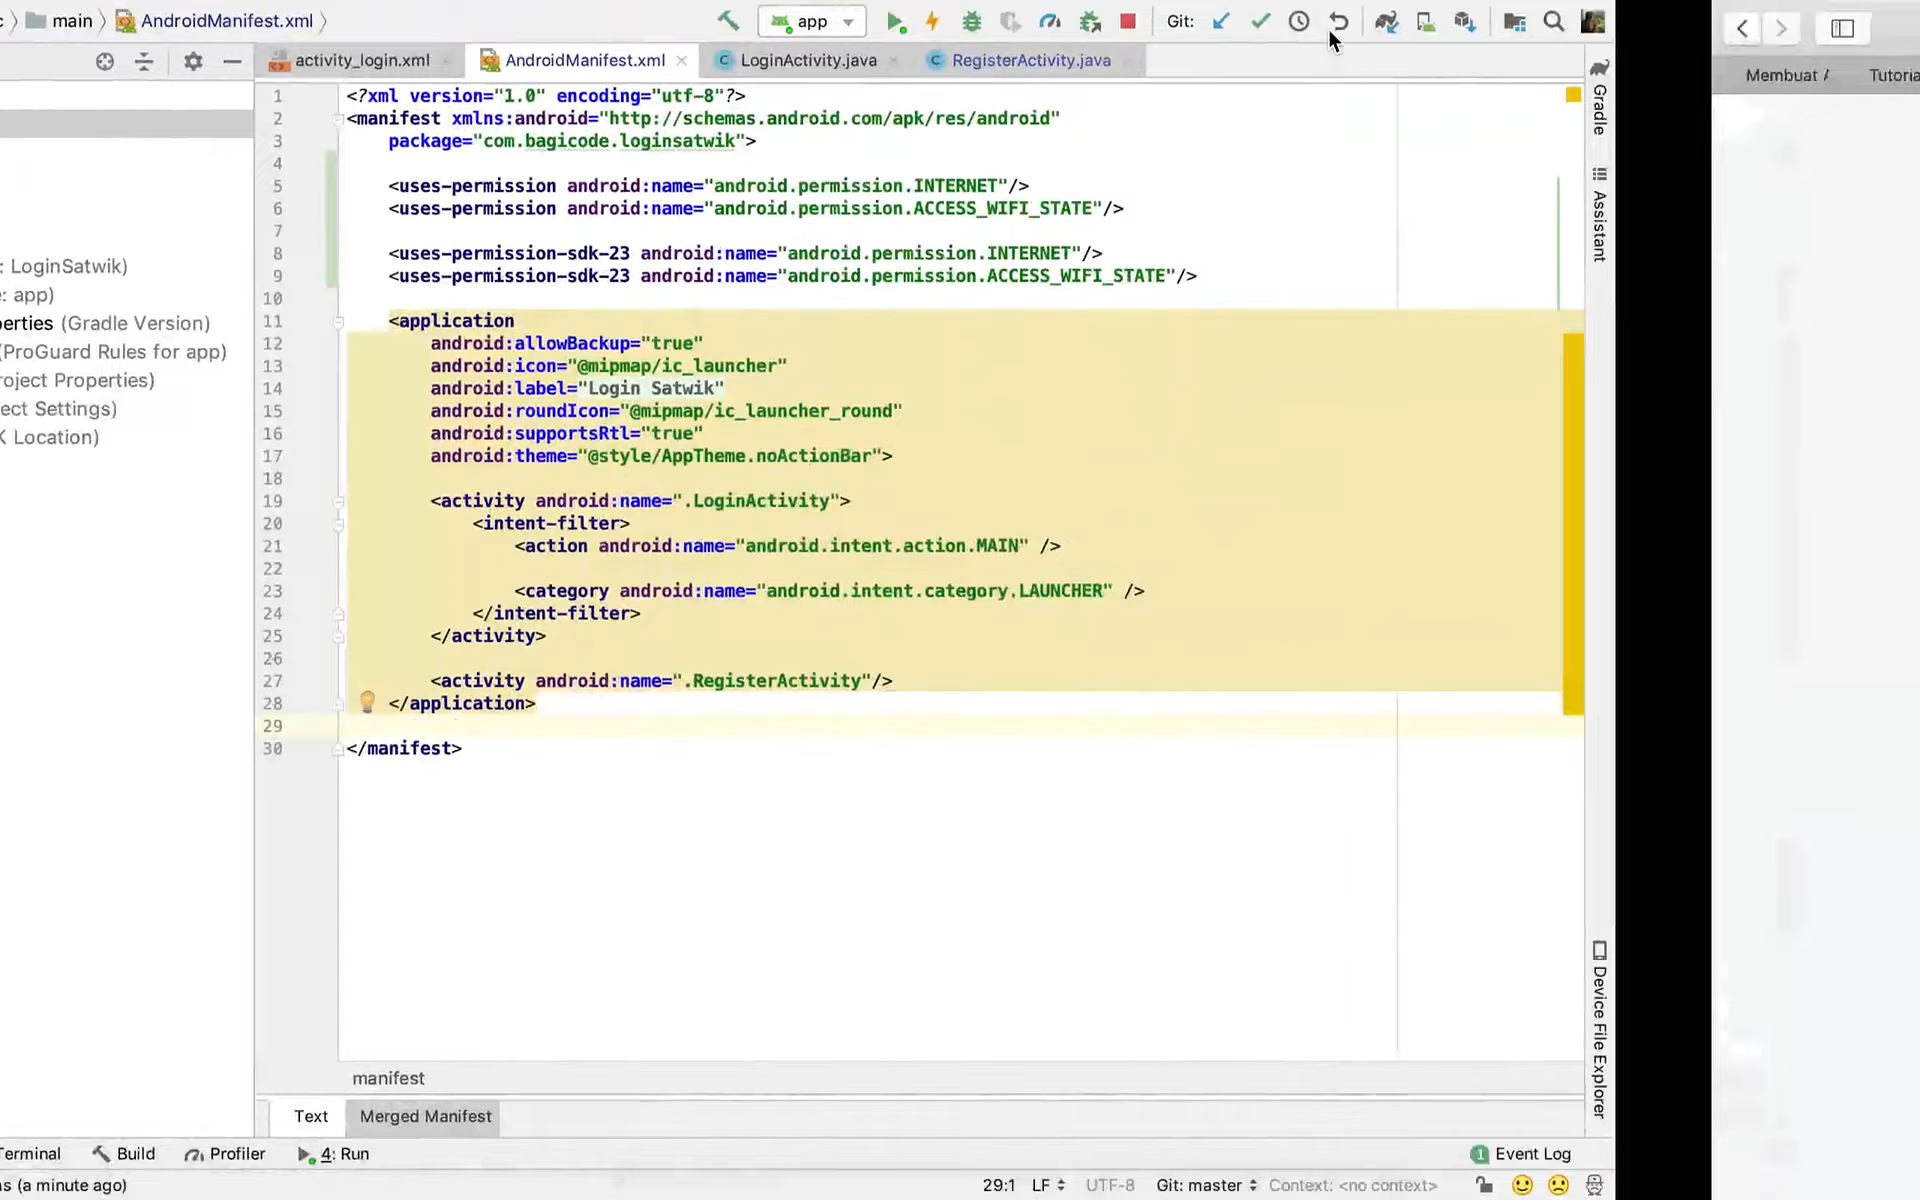 main
AndroidManifest.xml
app
Git:
activity_login.xml
AndroidManifest.xml
LoginActivity.java
RegisterActivity.java
Membuat
Tutoria
: LoginSatwik)
: app)
erties (Gradle Version)
(ProGuard Rules for app)
roject Properties)
ect Settings)
K Location)
1 <?xml version="1.0" encoding="utf-8"?>
2 <manifest xmlns:android="http://schemas.android.com/apk/res/android"
3 package="com.bagicode.loginsatwik">
4
5 <uses-permission android:name="android.permission.INTERNET"/>
6 <uses-permission android:name="android.permission.ACCESS_WIFI_STATE"/>
7
8 <uses-permission-sdk-23 android:name="android.permission.INTERNET"/>
9 <uses-permission-sdk-23 android:name="android.permission.ACCESS_WIFI_STATE"/>
10
11 <application
12 android:allowBackup="true"
13 android:icon="@mipmap/ic_launcher"
14 android:label="Login Satwik"
15 android:roundIcon="@mipmap/ic_launcher_round"
16 android:supportsRtl="true"
17 android:theme="@style/AppTheme.noActionBar">
18
19 <activity android:name=".LoginActivity">
20 <intent-filter>
21 <action android:name="android.intent.action.MAIN" />
22
23 <category android:name="android.intent.category.LAUNCHER" />
24 </intent-filter>
25 </activity>
26
27 <activity android:name=".RegisterActivity"/>
28 </application>
29
30 </manifest>
Gradle
Assistant
Device File Explorer
manifest
Text
Merged Manifest
Terminal
Build
Profiler
4: Run
1 Event Log
s (a minute ago)
29:1
LF
UTF-8
Git: master
Context: <no context>